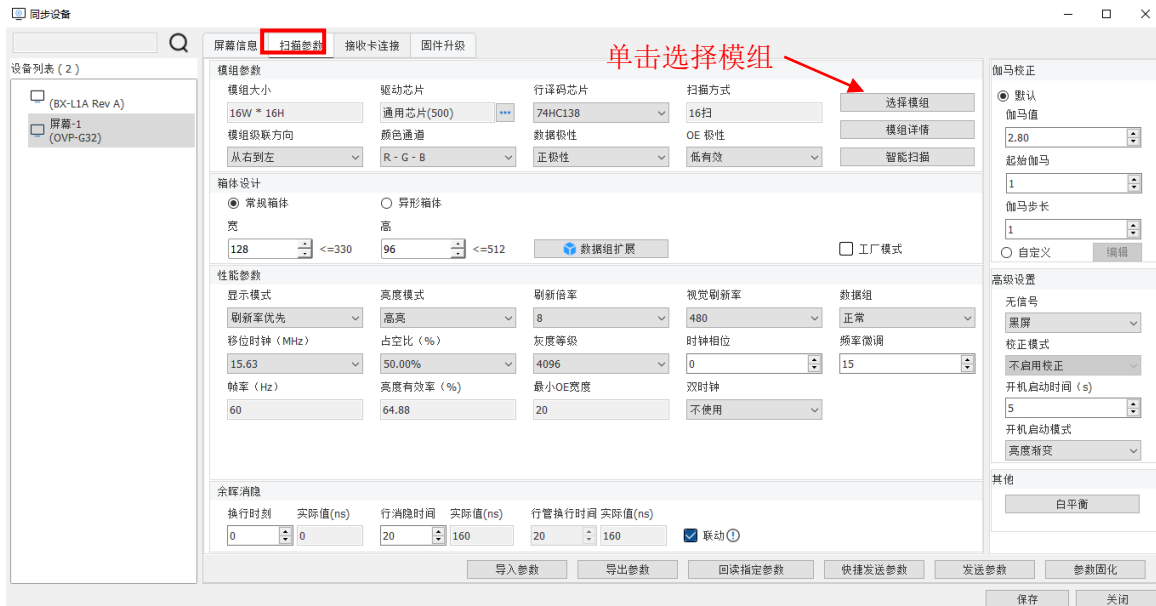 同步设备
设备列表 ( 2 )
(BX-L1A Rev A)
屏幕-1
(OVP-G32)
屏幕信息 扫描参数 接收卡连接 固件升级
单击选择模组
模组参数
模组大小 驱动芯片 行译码芯片 扫描方式
16W * 16H 通用芯片(500) ••• 74HC138 16扫 选择模组
模组级联方向 颜色通道 数据极性 OE 极性 模组详情
从右到左 R - G - B 正极性 低有效 智能扫描
箱体设计
常规箱体 异形箱体
宽 高
128 <=330 96 <=512 数据组扩展 工厂模式
性能参数
显示模式 亮度模式 刷新倍率 视觉刷新率 数据组
刷新率优先 高亮 8 480 正常
移位时钟（MHz） 占空比（%） 灰度等级 时钟相位 频率微调
15.63 50.00% 4096 0 15
帧率（Hz） 亮度有效率（%） 最小OE宽度 双时钟
60 64.88 20 不使用
余晖消隐
换行时刻 实际值(ns) 行消隐时间 实际值(ns) 行管换行时间 实际值(ns)
0 0 20 160 20 160 联动
伽马校正
默认
伽马值
2.80
起始伽马
1
伽马步长
1
自定义 编辑
高级设置
无信号
黑屏
校正模式
不启用校正
开机启动时间（s）
5
开机启动模式
亮度渐变
其他
白平衡
导入参数 导出参数 回读指定参数 快捷发送参数 发送参数 参数固化
保存 关闭